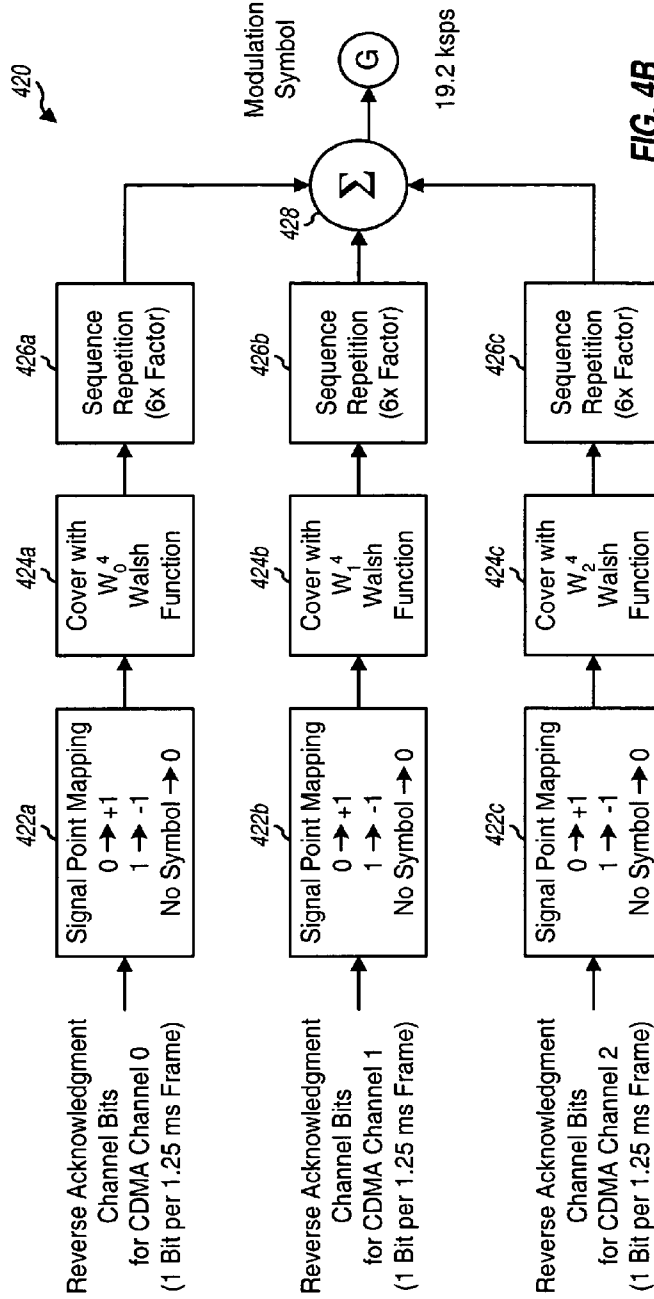 420
Reverse Acknowledgment
Channel Bits
for CDMA Channel 0
(1 Bit per 1.25 ms Frame)
422a
Signal Point Mapping
0 → +1
1 → -1
No Symbol → 0
424a
Cover with
W₀⁴
Walsh
Function
426a
Sequence
Repetition
(6x Factor)
Reverse Acknowledgment
Channel Bits
for CDMA Channel 1
(1 Bit per 1.25 ms Frame)
422b
Signal Point Mapping
0 → +1
1 → -1
No Symbol → 0
424b
Cover with
W₁⁴
Walsh
Function
426b
Sequence
Repetition
(6x Factor)
428
Σ
Modulation
Symbol
G
19.2 ksps
Reverse Acknowledgment
Channel Bits
for CDMA Channel 2
(1 Bit per 1.25 ms Frame)
422c
Signal Point Mapping
0 → +1
1 → -1
No Symbol → 0
424c
Cover with
W₂⁴
Walsh
Function
426c
Sequence
Repetition
(6x Factor)
FIG. 4B